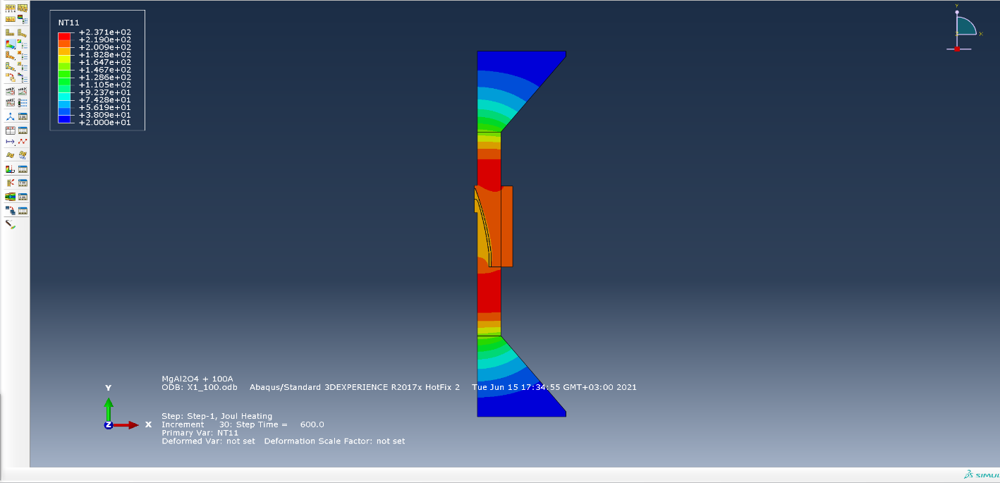 NT11
+2.371e+02
+2.190e+02
+2.009e+02
+1.828e+02
+1.647e+02
+1.467e+02
+1.286e+02
+1.105e+02
+9.237e+01
+7.428e+01
+5.619e+01
+3.809e+01
+2.000e+01
Y
X
Z
MgAl2O4 + 100A
ODB: X1_100.odb Abaqus/Standard 3DEXPERIENCE R2017x HotFix 2 Tue Jun 15 17:34:55 GMT+03:00 2021
Y
Z
X
Step: Step-1, Joul Heating
Increment 30: Step Time = 600.0
Primary Var: NT11
Deformed Var: not set Deformation Scale Factor: not set
SIMUL